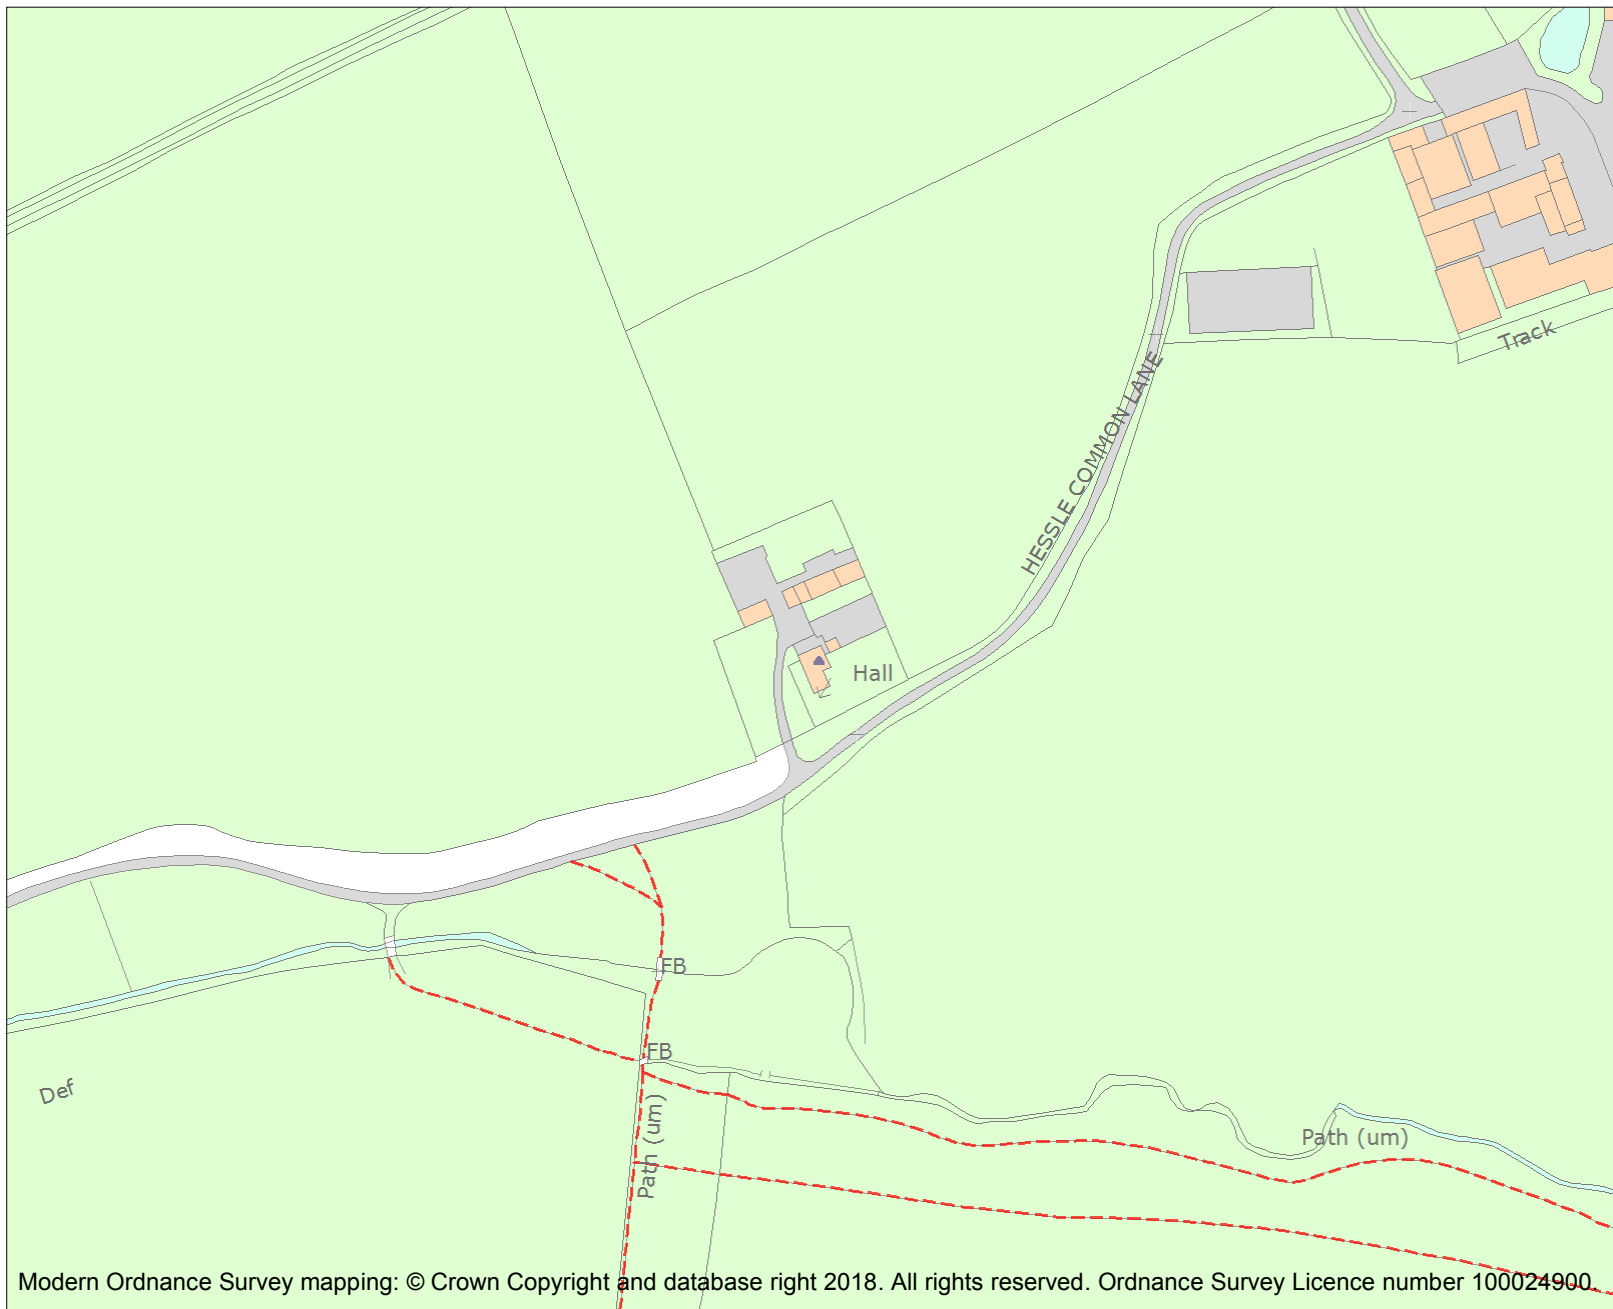 Track
HESSLE COMMON LANE
Hall
FB
FB
Def
Path (um)
Path (um)
Modern Ordnance Survey mapping: © Crown Copyright and database right 2018. All rights reserved. Ordnance Survey Licence number 100024900.